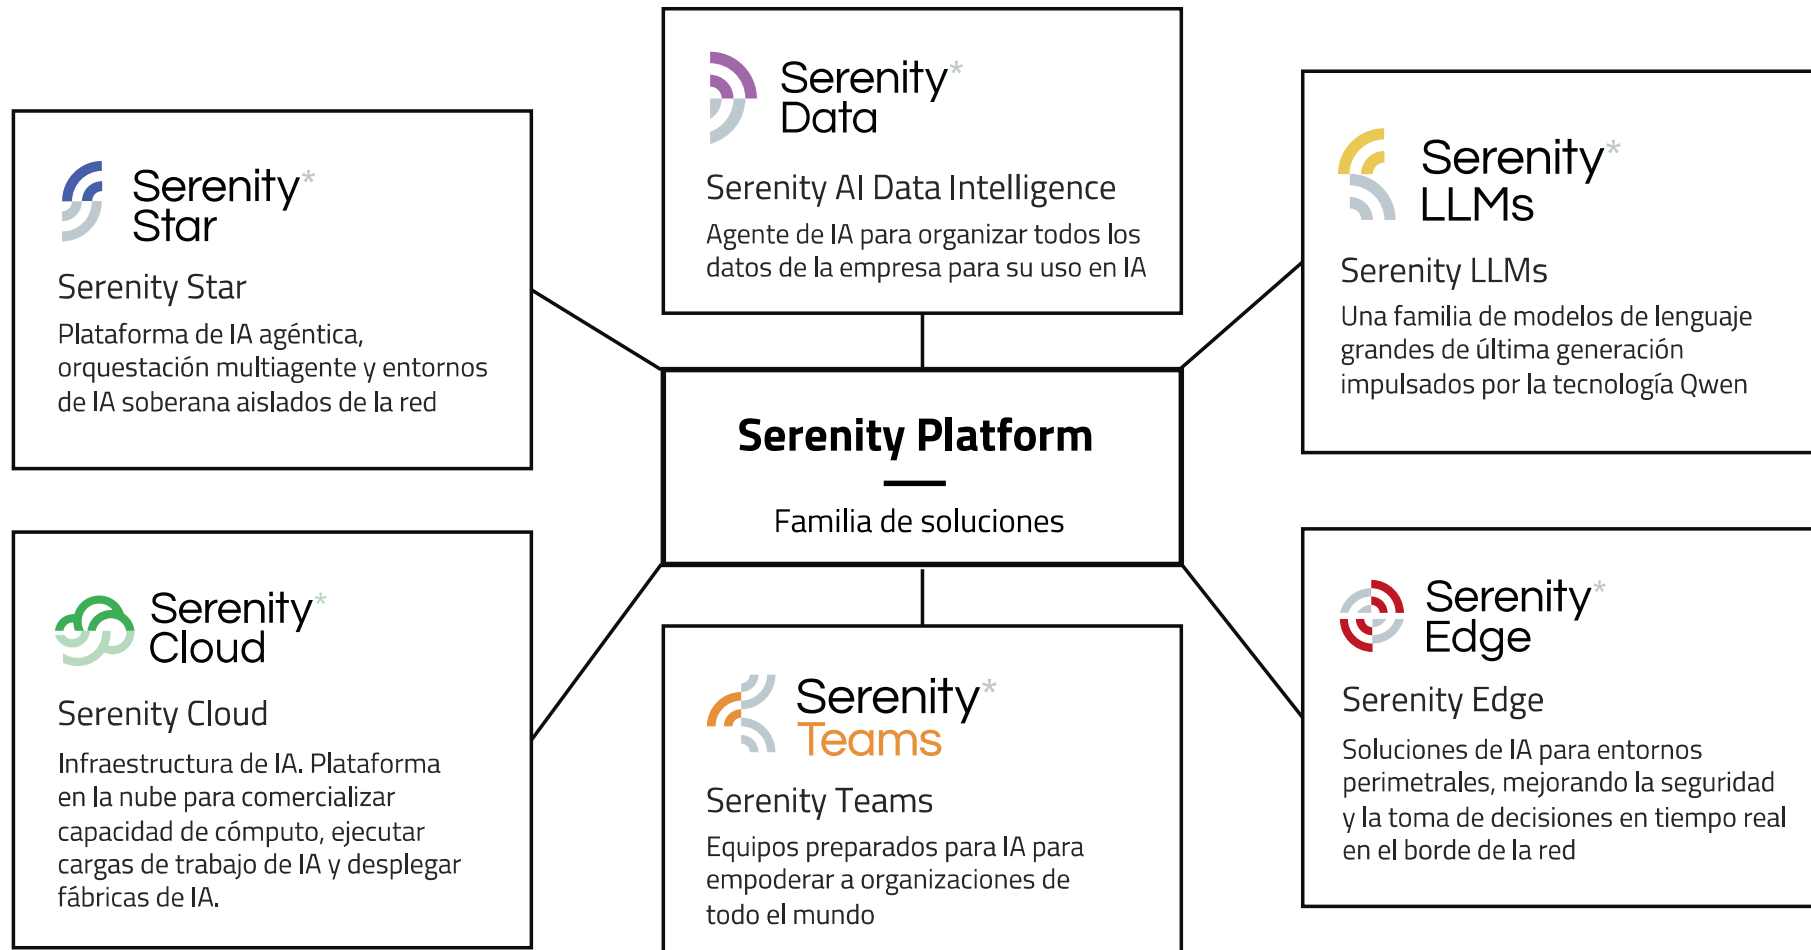 Serenity*
Star
Serenity Star
Plataforma de IA agéntica,
orquestación multiagente y entornos
de IA soberana aislados de la red
Serenity*
Data
Serenity AI Data Intelligence
Agente de IA para organizar todos los
datos de la empresa para su uso en IA
Serenity*
LLMs
Serenity LLMs
Una familia de modelos de lenguaje
grandes de última generación
impulsados por la tecnología Qwen
Serenity Platform
Familia de soluciones
Serenity*
Cloud
Serenity Cloud
Infraestructura de IA. Plataforma
en la nube para comercializar
capacidad de cómputo, ejecutar
cargas de trabajo de IA y desplegar
fábricas de IA.
Serenity*
Teams
Serenity Teams
Equipos preparados para IA para
empoderar a organizaciones de
todo el mundo
Serenity*
Edge
Serenity Edge
Soluciones de IA para entornos
perimetrales, mejorando la seguridad
y la toma de decisiones en tiempo real
en el borde de la red